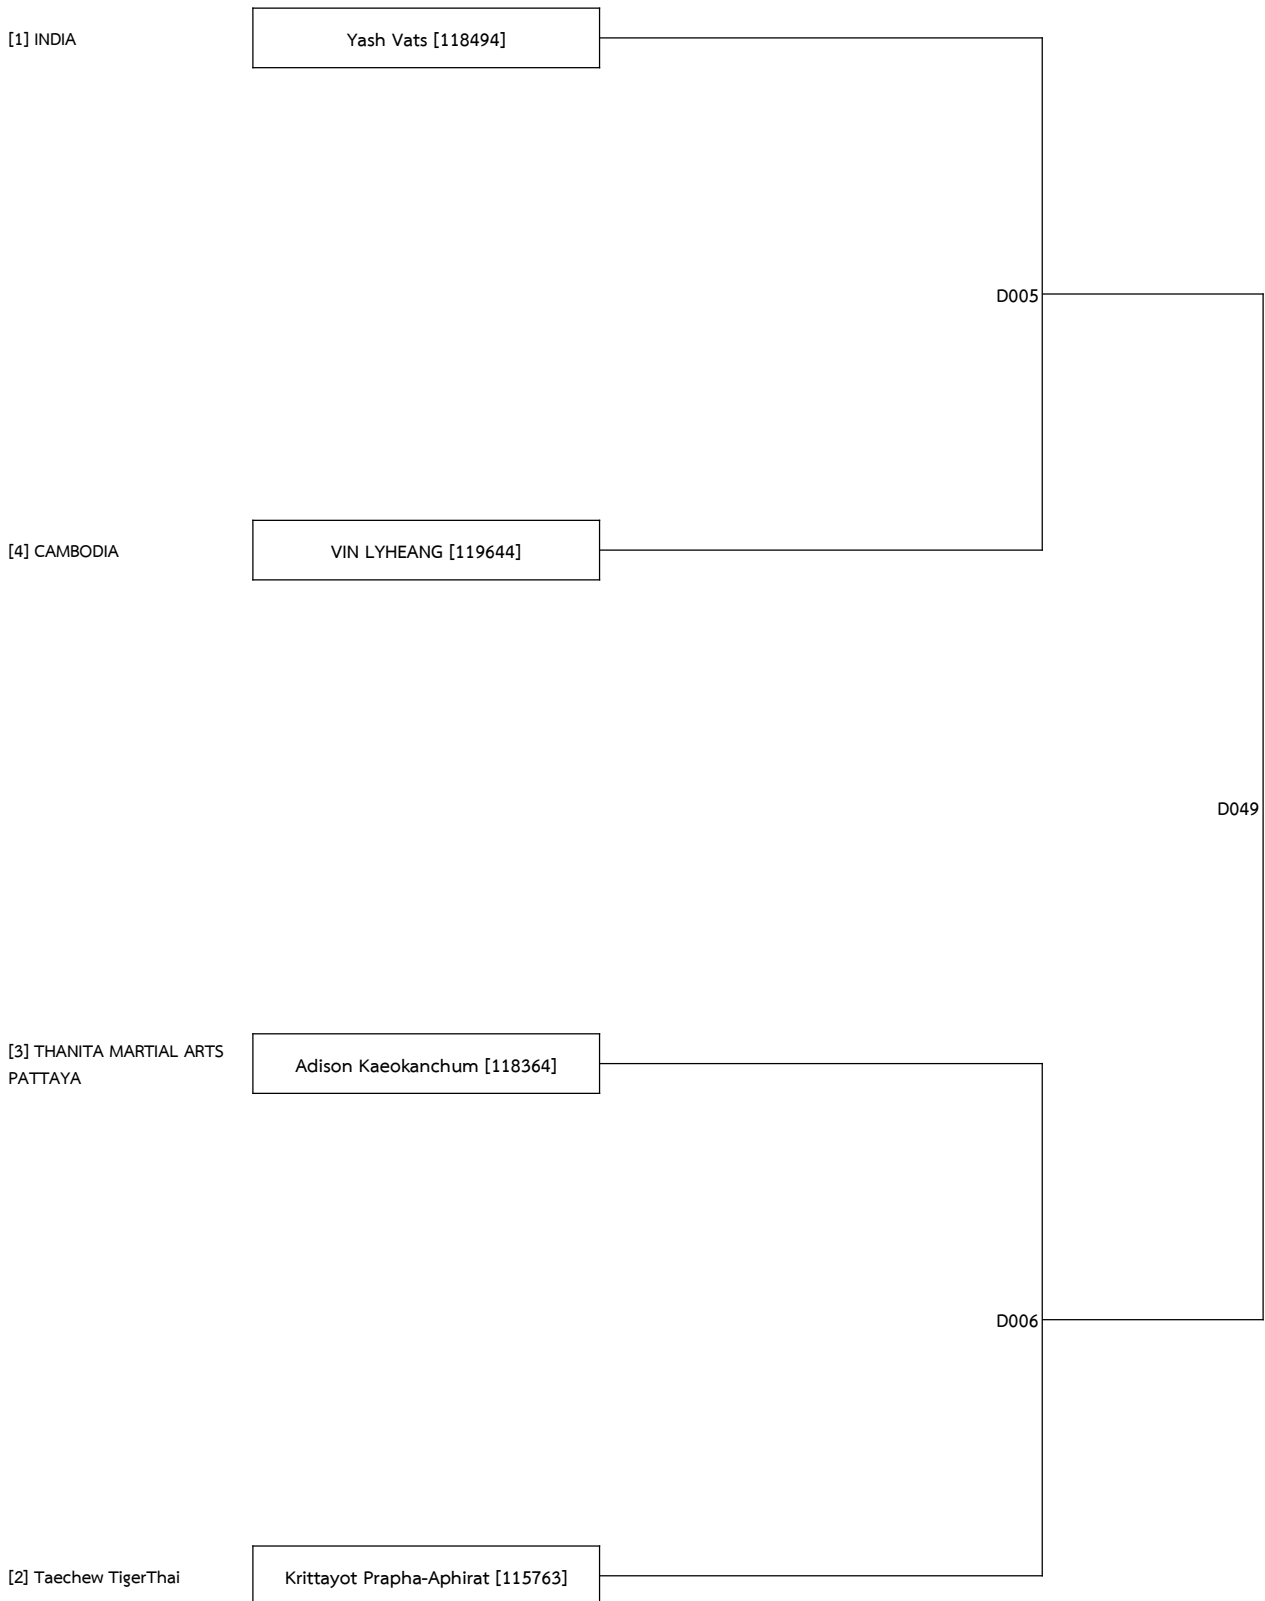 [1] INDIA
Yash Vats [118494]
D005
[4] CAMBODIA
VIN LYHEANG [119644]
D049
[3] THANITA MARTIAL ARTS
PATTAYA
Adison Kaeokanchum [118364]
D006
[2] Taechew TigerThai
Krittayot Prapha-Aphirat [115763]